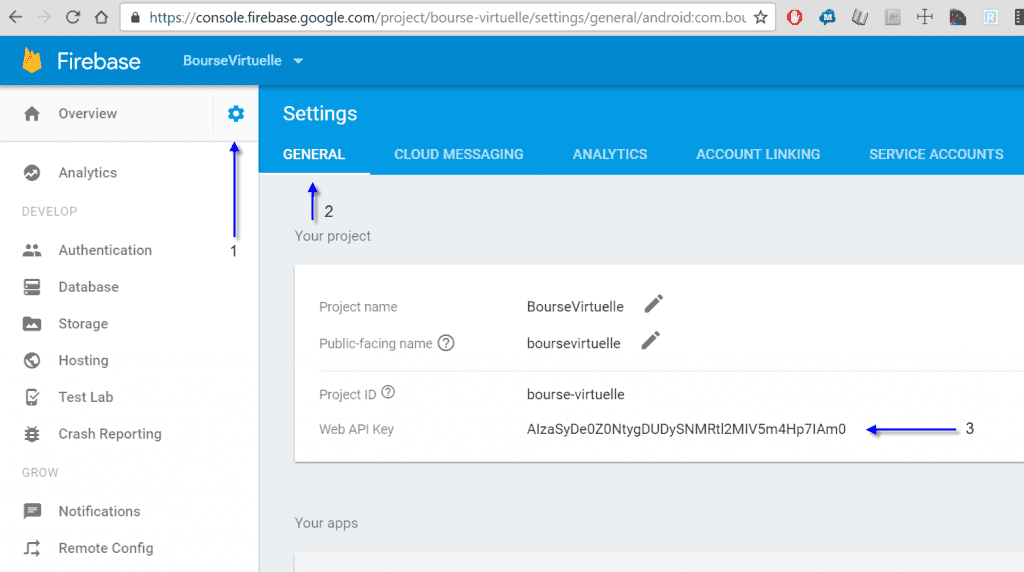 https://console.firebase.google.com/project/bourse-virtuelle/settings/general/android:com.bou
Firebase
BourseVirtuelle
Overview
Settings
GENERAL CLOUD MESSAGING ANALYTICS ACCOUNT LINKING SERVICE ACCOUNTS
Analytics
DEVELOP
2
Your project
Authentication
1
Database
Storage
Hosting
Test Lab
Crash Reporting
GROW
Notifications
Remote Config
Project name BourseVirtuelle
Public-facing name ? boursevirtuelle
Project ID ? bourse-virtuelle
Web API Key AIzaSyDe0Z0NtygDUDySNMRtl2MIV5m4Hp7IAm0 3
Your apps